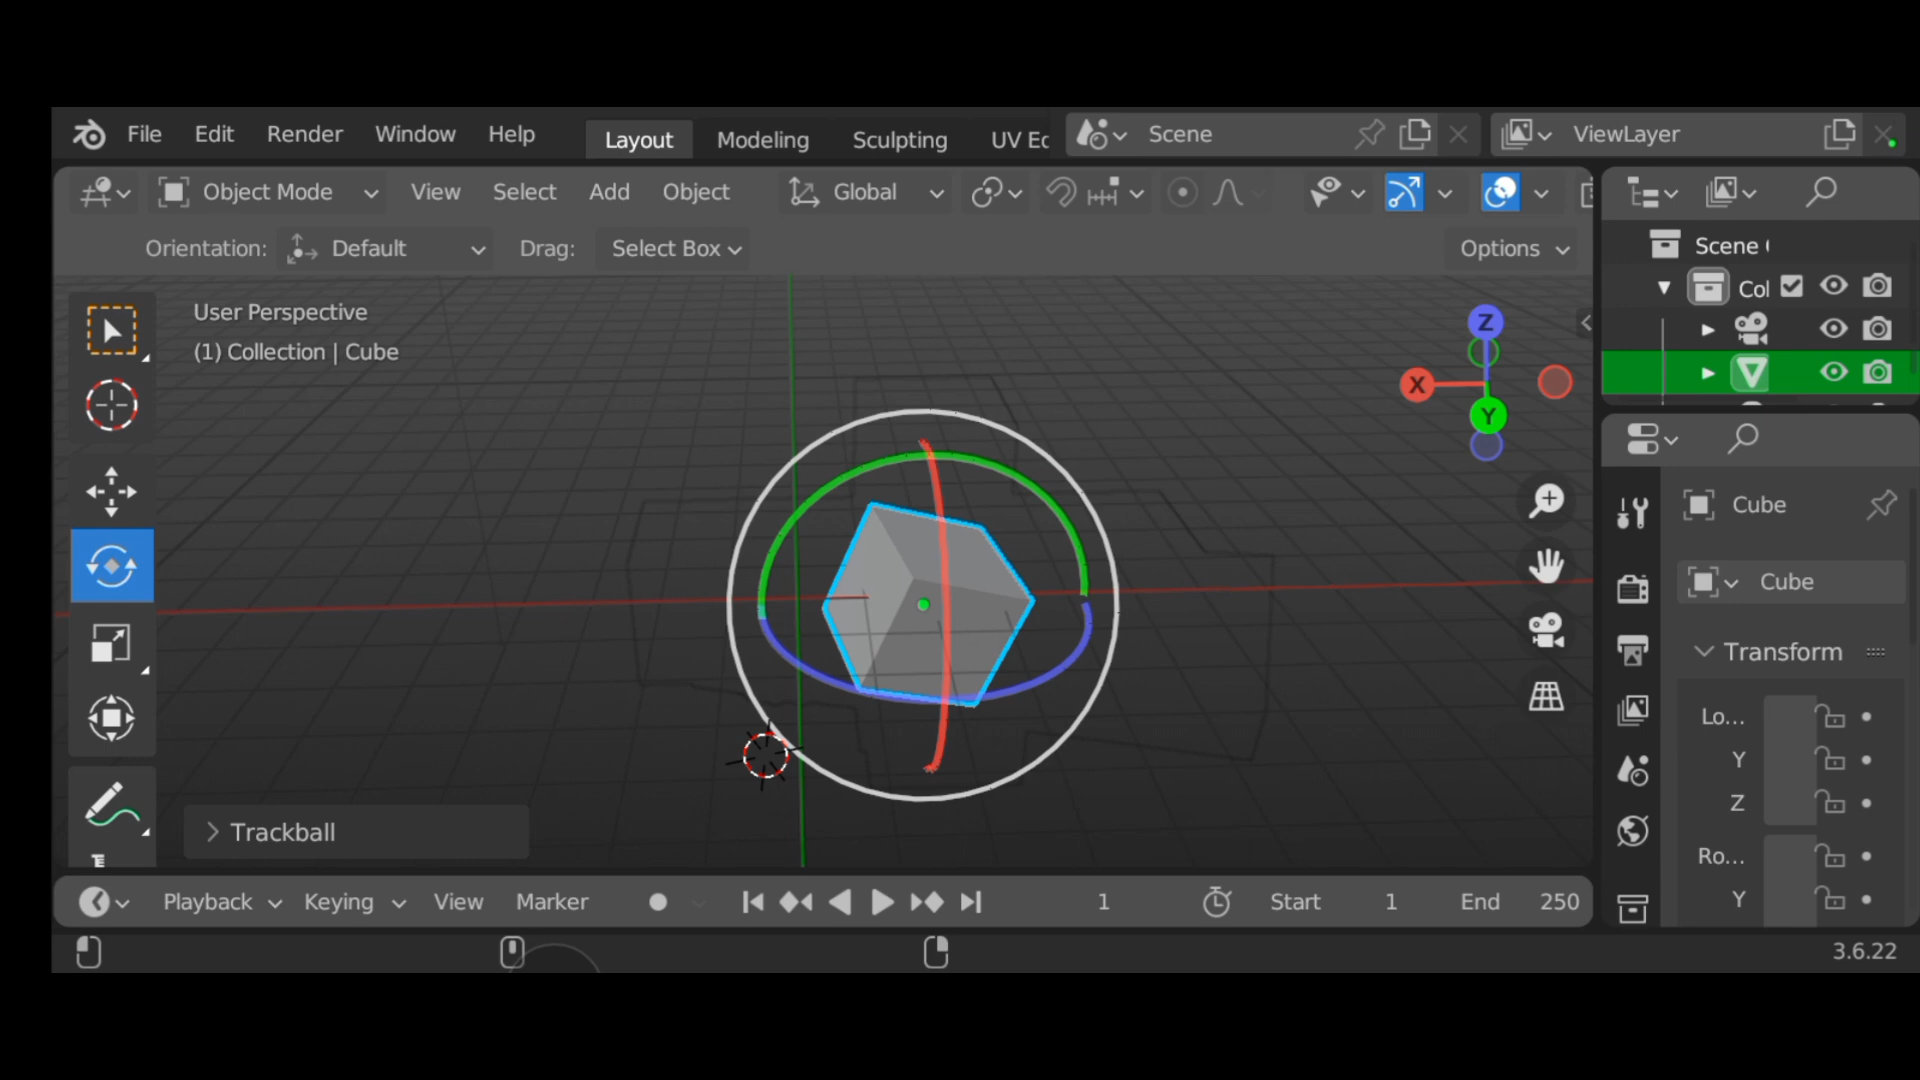 File Edit Render Window Help Layout Modeling Sculpting UV Ed Scene ViewLayer
Object Mode View Select Add Object Global
Orientation: Default Drag: Select Box Options
User Perspective
(1) Collection | Cube
Z
X
Y
Trackball
Scene
Col
Cube
Cube
Transform
Lo...
Y
Z
Ro...
Y
Playback Keying View Marker 1 Start 1 End 250
3.6.22